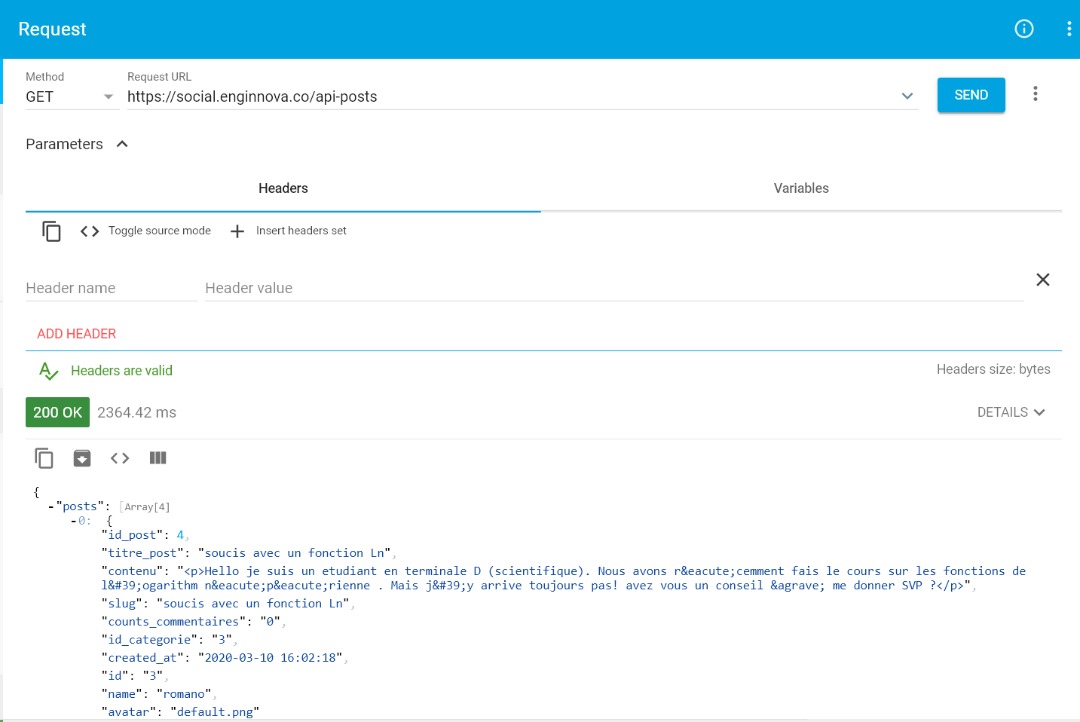 Request
Method
Request URL
GET
https://social.enginnova.co/api-posts
SEND
Parameters
Headers
Variables
Toggle source mode
Insert headers set
Header name
Header value
ADD HEADER
Headers are valid
Headers size: bytes
200 OK
2364.42 ms
DETAILS
{
-"posts": [Array[4]
-0: {
"id_post": 4,
"titre_post": "soucis avec un fonction Ln",
"contenu": "<p>Hello je suis un etudiant en terminale D (scientifique). Nous avons r&eacute;cemment fais le cours sur les fonctions de
l&#39;ogarithm n&eacute;p&eacute;rienne . Mais j&#39;y arrive toujours pas! avez vous un conseil &agrave; me donner SVP ?</p>",
"slug": "soucis avec un fonction Ln",
"counts_commentaires": "0",
"id_categorie": "3",
"created_at": "2020-03-10 16:02:18",
"id": "3",
"name": "romano",
"avatar": "default.png"